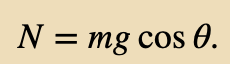 N = mg cos θ.